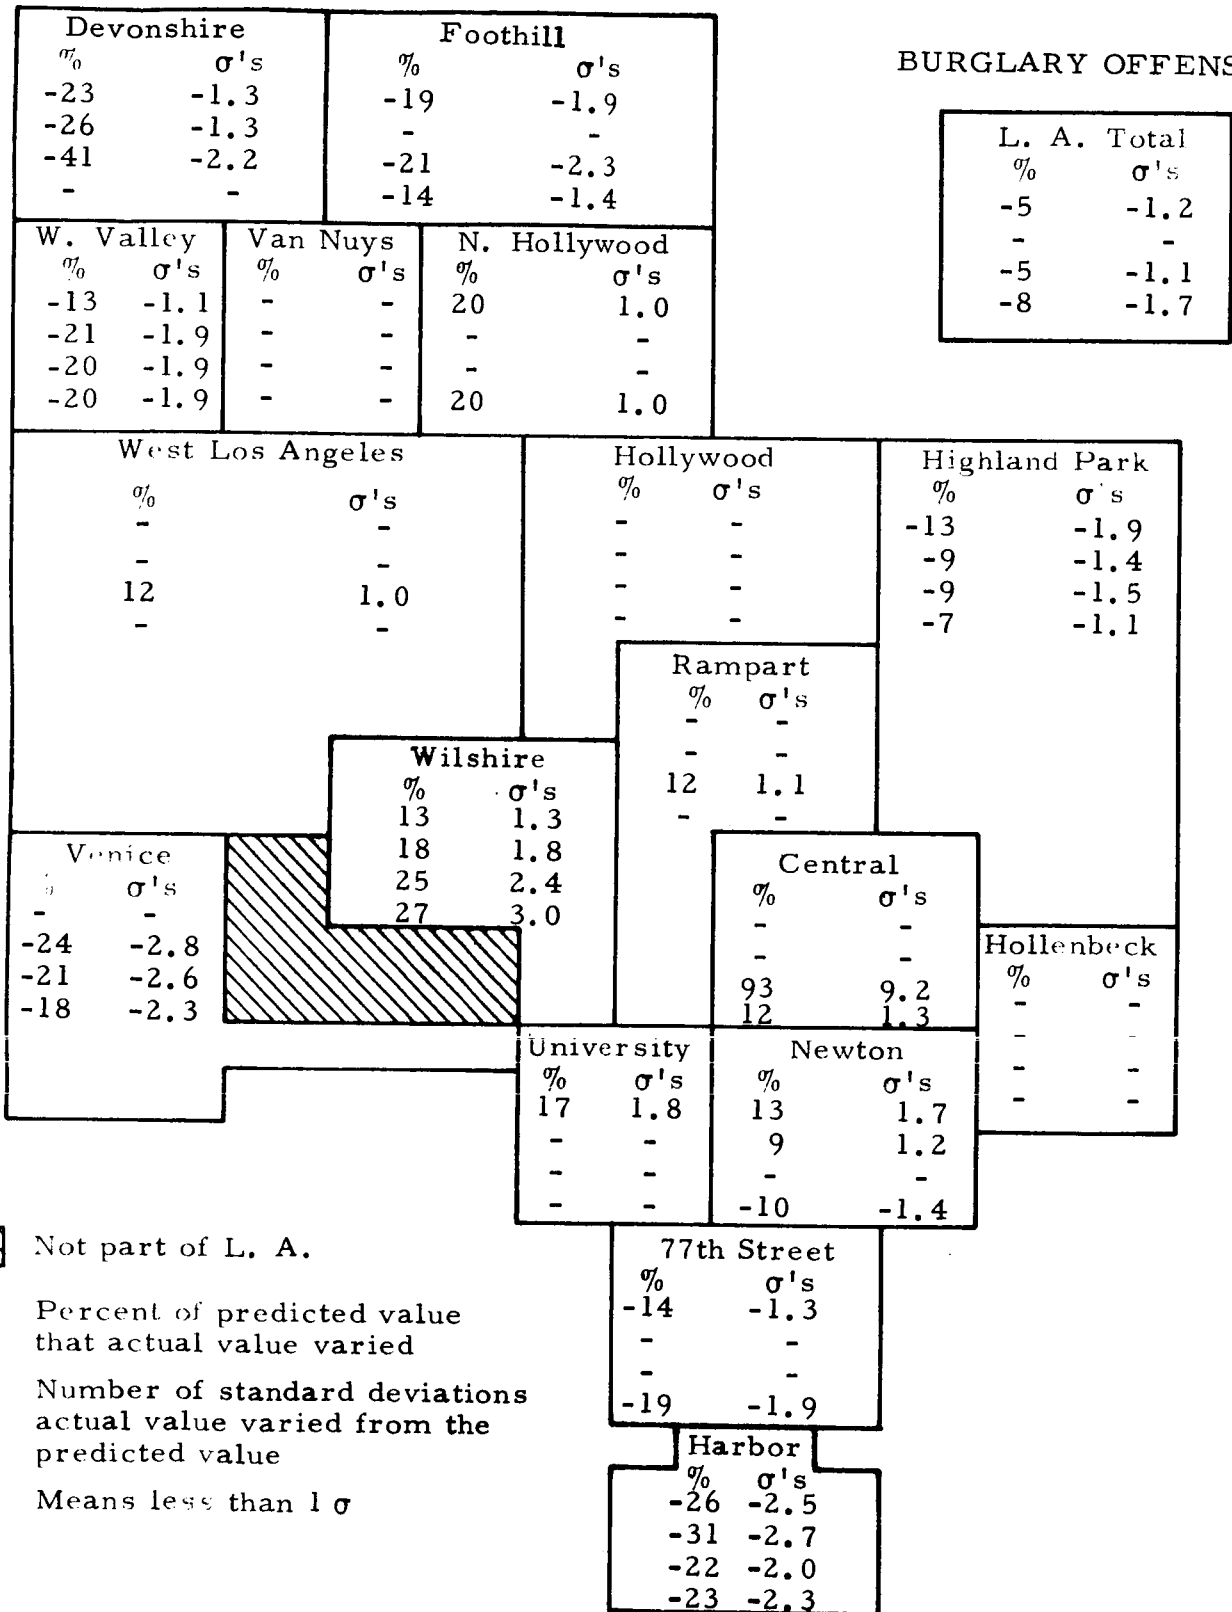 BURGLARY OFFENS
Devonshire
% σ's
-23 -1.3
-26 -1.3
-41 -2.2
- -
Foothill
% σ's
-19 -1.9
- -
-21 -2.3
-14 -1.4
L. A. Total
% σ's
-5 -1.2
- -
-5 -1.1
-8 -1.7
W. Valley
% σ's
-13 -1.1
-21 -1.9
-20 -1.9
-20 -1.9
Van Nuys
% σ's
- -
- -
- -
- -
N. Hollywood
% σ's
20 1.0
- -
- -
20 1.0
West Los Angeles
% σ's
- -
- -
12 1.0
- -
Hollywood
% σ's
- -
- -
- -
- -
Highland Park
% σ's
-13 -1.9
-9 -1.4
-9 -1.5
-7 -1.1
Rampart
% σ's
- -
- -
12 1.1
- -
Wilshire
% σ's
13 1.3
18 1.8
25 2.4
27 3.0
Venice
σ's
- -
-24 -2.8
-21 -2.6
-18 -2.3
Central
% σ's
- -
- -
93 9.2
12 1.3
Hollenbeck
% σ's
- -
- -
- -
- -
University
% σ's
17 1.8
- -
- -
- -
Newton
% σ's
13 1.7
9 1.2
- -
-10 -1.4
77th Street
% σ's
-14 -1.3
- -
- -
-19 -1.9
Harbor
% σ's
-26 -2.5
-31 -2.7
-22 -2.0
-23 -2.3
Not part of L. A.
Percent of predicted value
that actual value varied
Number of standard deviations
actual value varied from the
predicted value
Means less than 1 σ